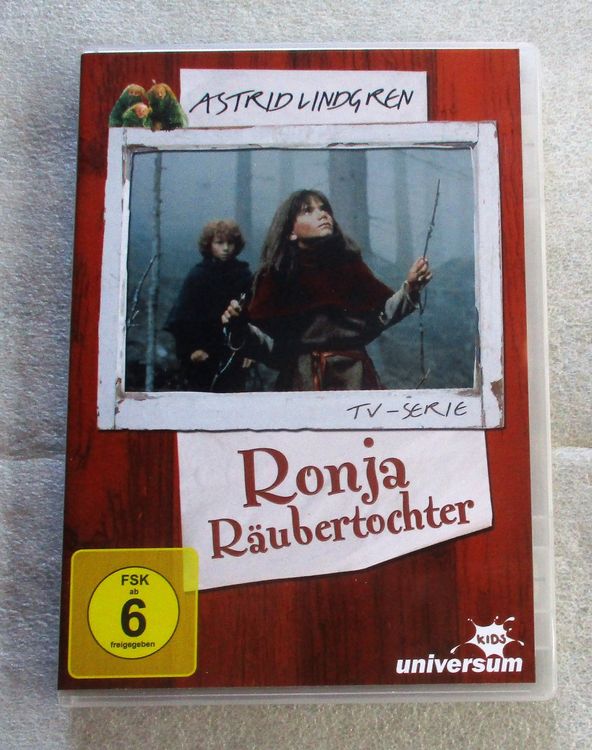 ASTRID LINDGREN
TV-SERIE
Ronja
Räubertochter
FSK
ab
6
freigegeben
KIDS
universum